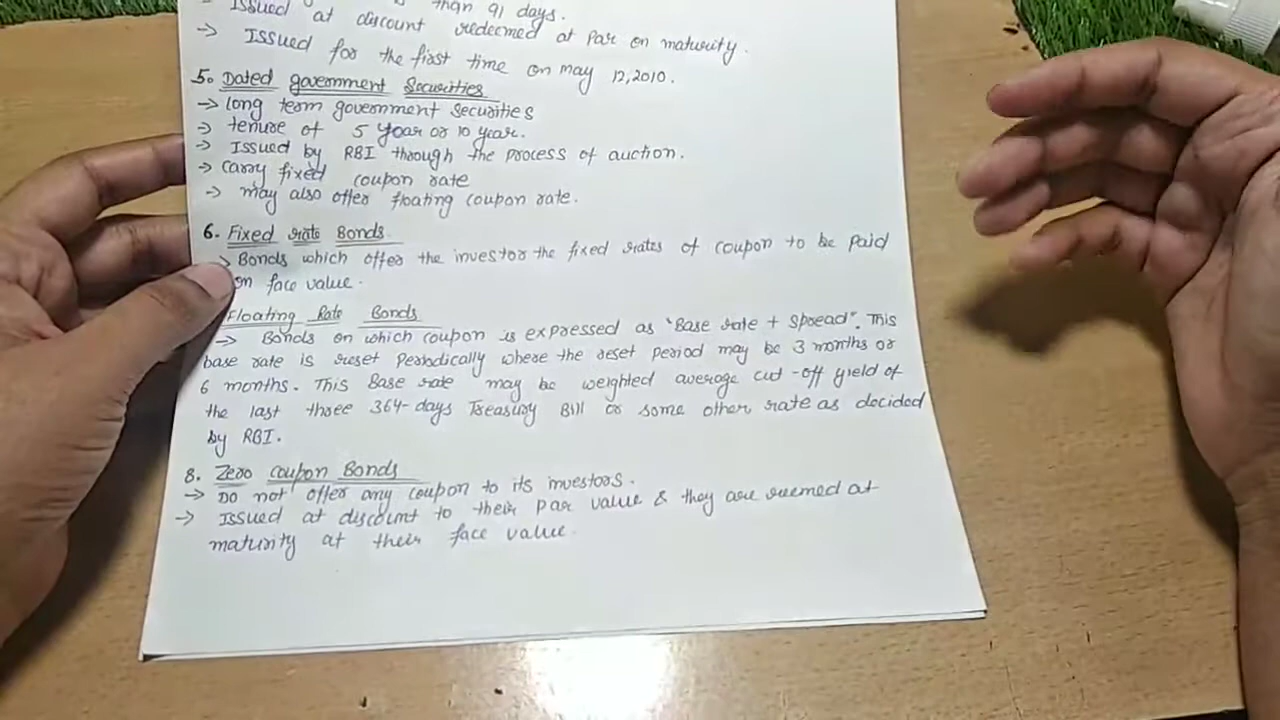 → Issued than 91 days.
at discount redeemed at Par on maturity.
→ Issued for the first time on may 12,2010.
5. Dated government Securities
→ long term government securities
→ tenure of 5 year or 10 year.
→ Issued by RBI through the process of auction.
→ carry fixed coupon rate
→ may also offer floating coupon rate.
6. Fixed rate Bonds
→ Bonds which offer the investor the fixed rates of coupon to be paid
on face value.
Floating Rate Bonds
→ Bonds on which coupon is expressed as "Base rate + Spread". This
base rate is reset periodically where the reset period may be 3 months or
6 months. This Base rate may be weighted average cut-off yield of
the last three 364-days Treasury Bill or some other rate as decided
by RBI.
8. Zero Coupon Bonds
→ Do not offer any coupon to its investors.
→ Issued at discount to their par value & they are reemed at
maturity at their face value.